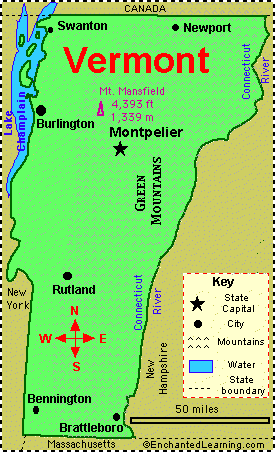 CANADA
Swanton
Newport
Vermont
Mt. Mansfield
4,393 ft
1,339 m
Connecticut
River
Lake
Champlain
Burlington
Montpelier
GREEN
MOUNTAINS
Rutland
Connecticut
River
New
York
N
W E
S
New
Hampshire
Key
State
Capital
City
Mountains
Water
State
boundary
Bennington
Brattleboro
50 miles
Massachusetts
©EnchantedLearning.com